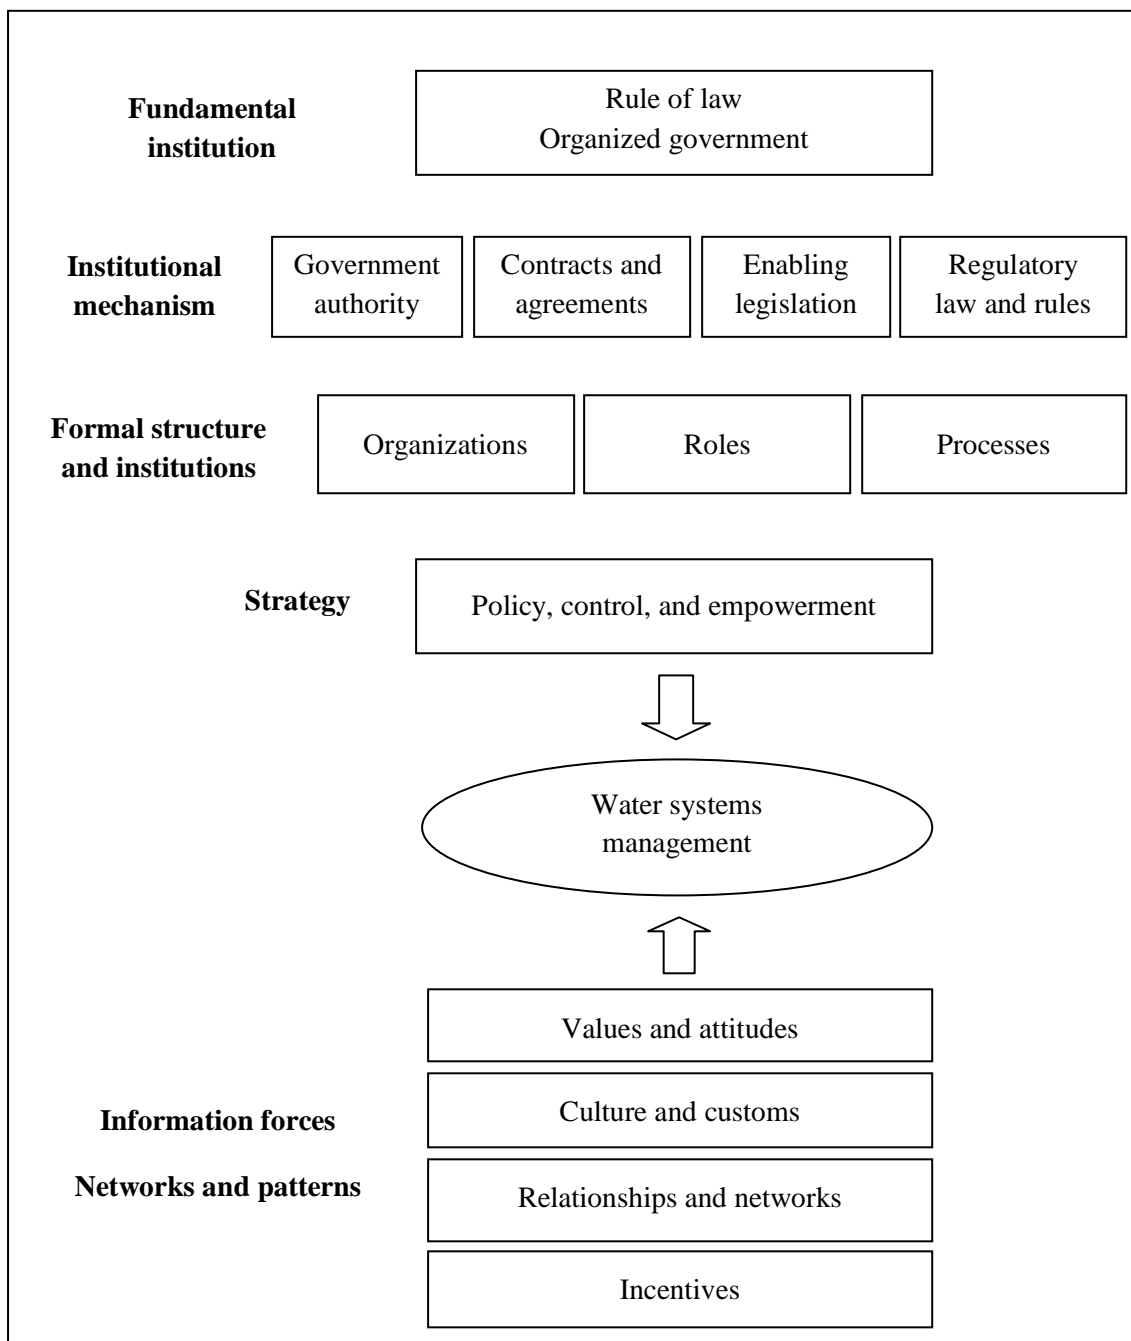 Fundamental
institution
Rule of law
Organized government
Institutional
mechanism
Government
authority
Contracts and
agreements
Enabling
legislation
Regulatory
law and rules
Formal structure
and institutions
Organizations
Roles
Processes
Strategy
Policy, control, and empowerment
Water systems
management
Values and attitudes
Information forces
Culture and customs
Networks and patterns
Relationships and networks
Incentives